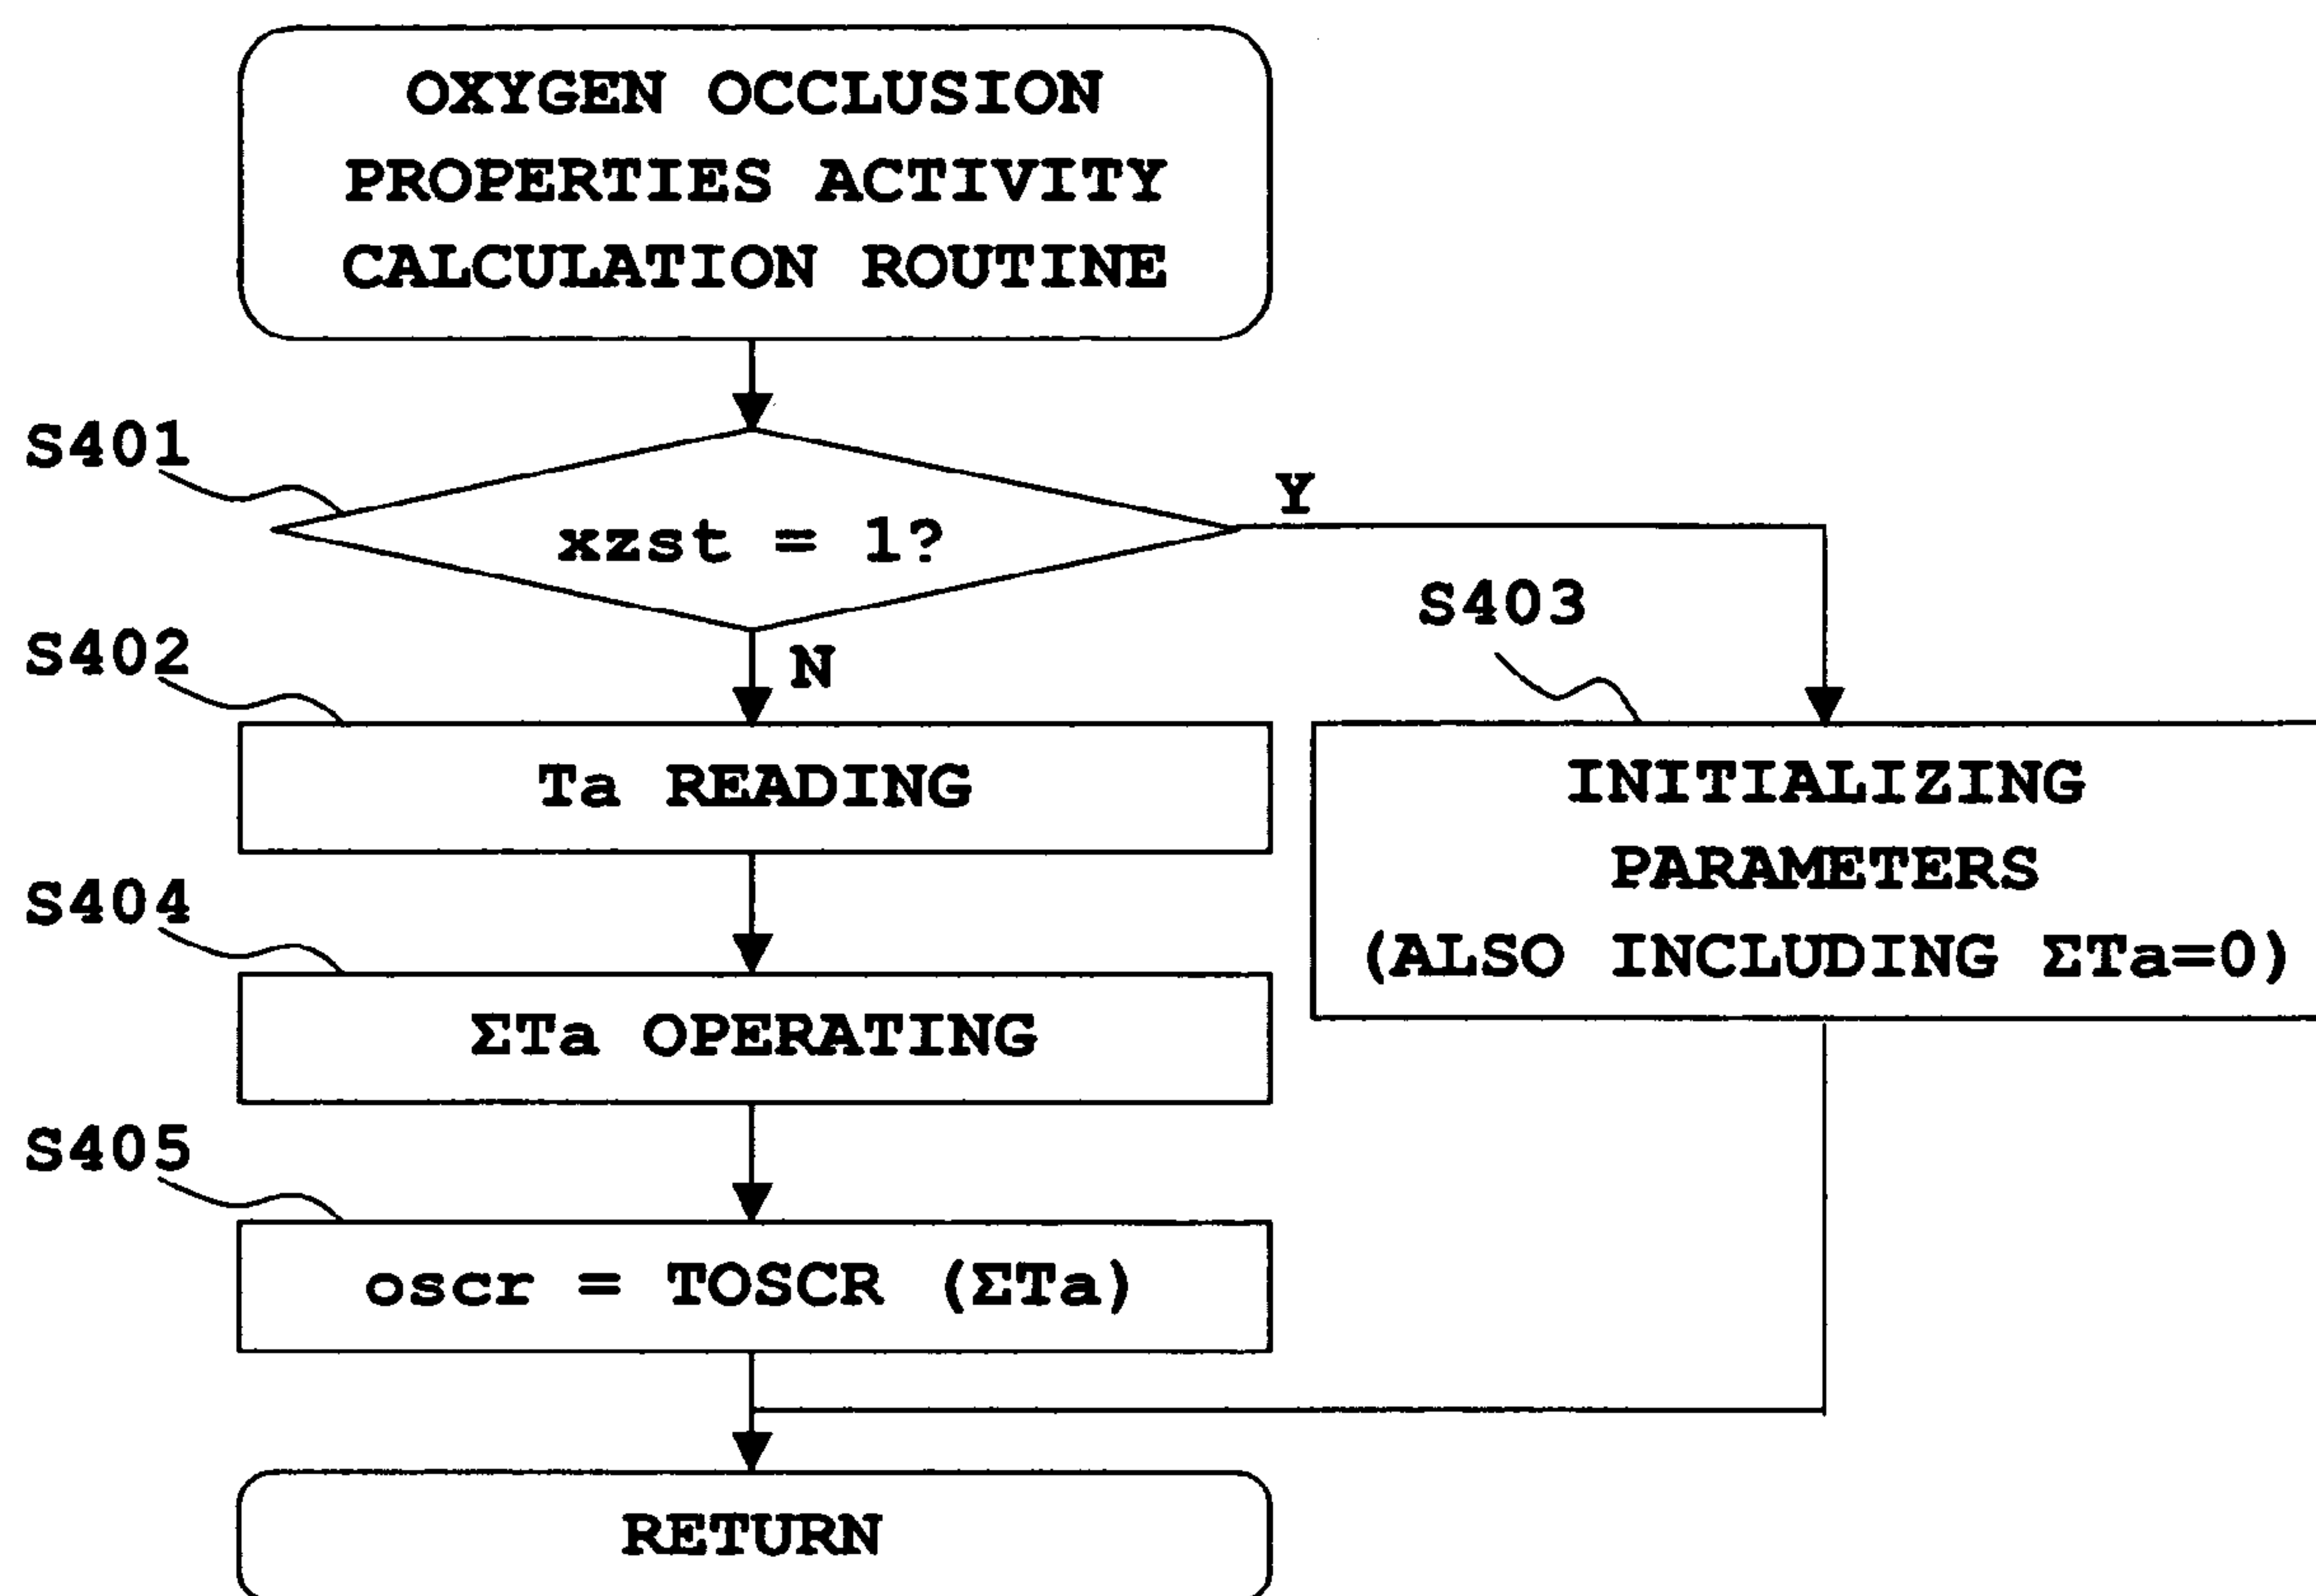 OXYGEN OCCLUSION
PROPERTIES ACTIVITY
CALCULATION ROUTINE
S401
xzst = 1?
Y
N
S402
Ta READING
S403
INITIALIZING
PARAMETERS
(ALSO INCLUDING ΣTa=0)
S404
ΣTa OPERATING
S405
oscr = TOSCR (ΣTa)
RETURN